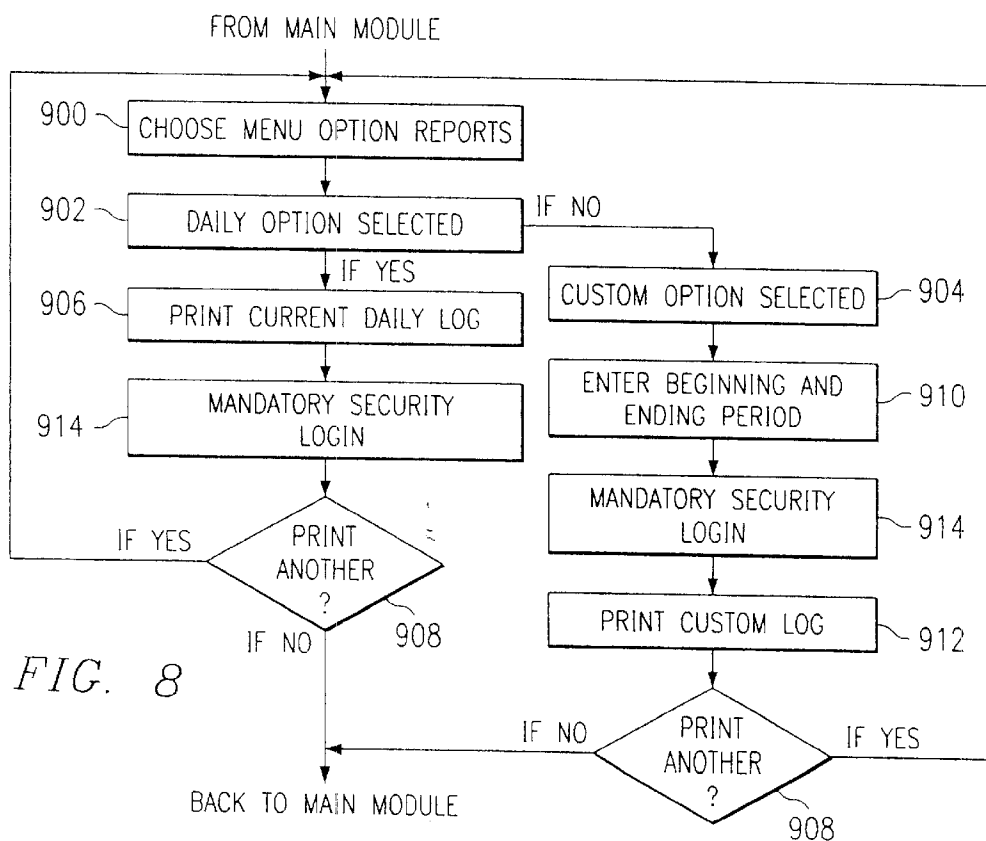 FROM MAIN MODULE
900
CHOOSE MENU OPTION REPORTS
902
DAILY OPTION SELECTED
IF NO
IF YES
904
CUSTOM OPTION SELECTED
906
PRINT CURRENT DAILY LOG
ENTER BEGINNING AND
ENDING PERIOD
910
914
MANDATORY SECURITY
LOGIN
MANDATORY SECURITY
LOGIN
914
IF YES
PRINT
ANOTHER
?
908
IF NO
PRINT CUSTOM LOG
912
FIG. 8
IF NO
PRINT
ANOTHER
?
IF YES
908
BACK TO MAIN MODULE